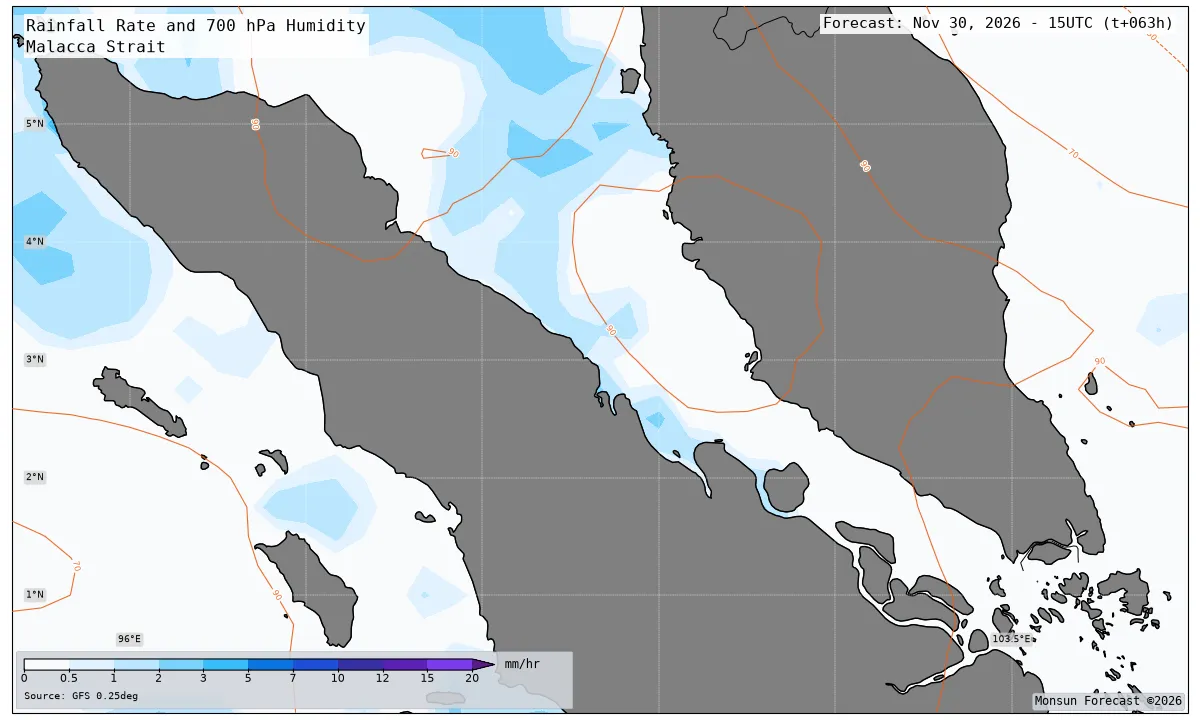 Rainfall Rate and 700 hPa Humidity
Malacca Strait
Forecast: Nov 30, 2026 - 15UTC (t+063h)
50
5°N
90
90
70
90
4°N
90
3°N
90
2°N
70
1°N
90
96°E
103.5°E
mm/hr
0 0.5 1 2 3 5 7 10 12 15 20
Source: GFS 0.25deg
Monsun Forecast ©2026